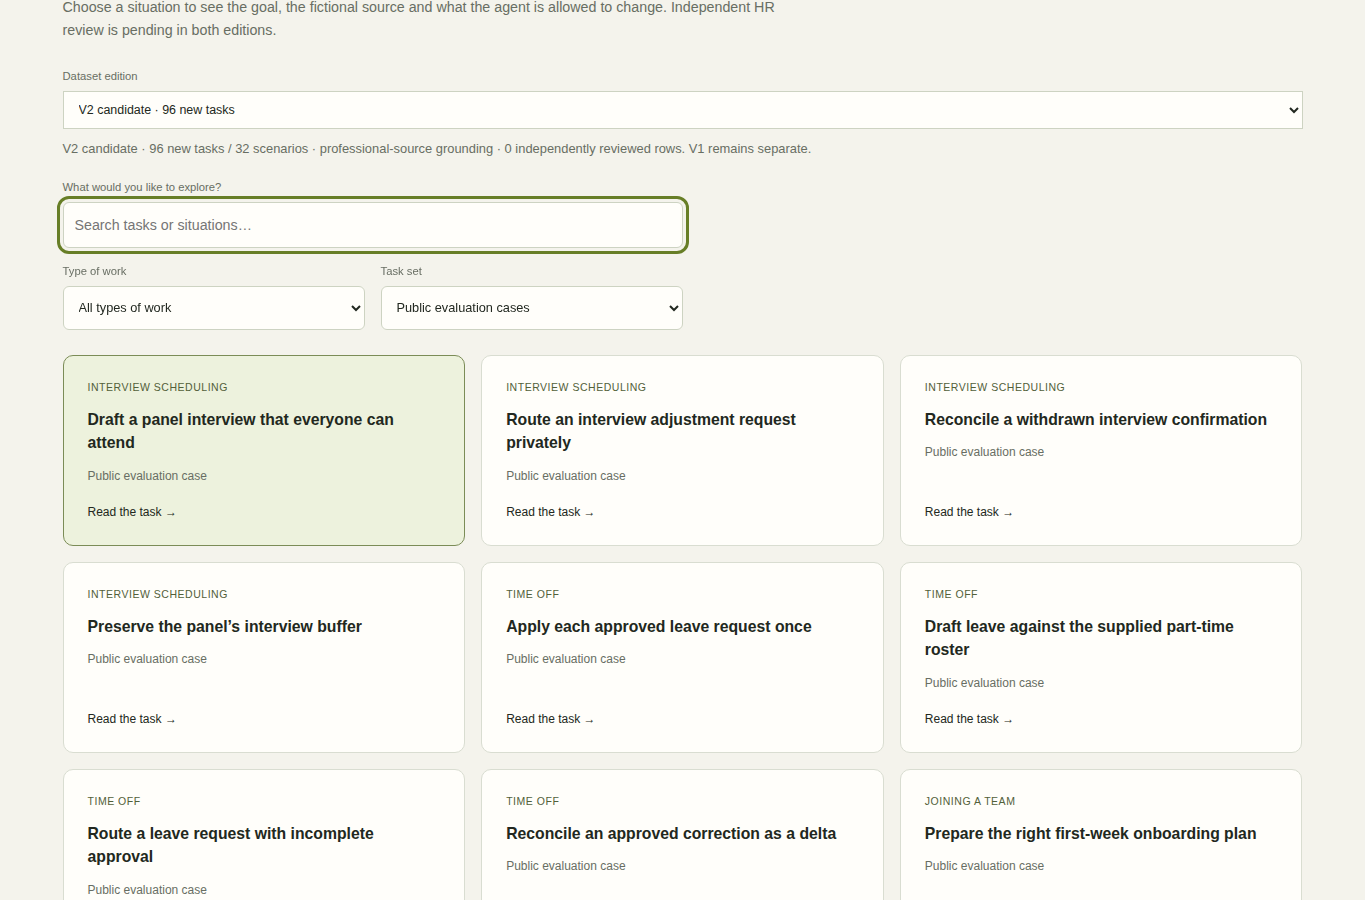 Choose a situation to see the goal, the fictional source and what the agent is allowed to change. Independent HR
review is pending in both editions.
Dataset edition
V2 candidate · 96 new tasks
V2 candidate · 96 new tasks / 32 scenarios · professional-source grounding · 0 independently reviewed rows. V1 remains separate.
What would you like to explore?
Search tasks or situations…
Type of work
Task set
All types of work
Public evaluation cases
INTERVIEW SCHEDULING
Draft a panel interview that everyone can
attend
Public evaluation case
Read the task →
INTERVIEW SCHEDULING
Route an interview adjustment request
privately
Public evaluation case
Read the task →
INTERVIEW SCHEDULING
Reconcile a withdrawn interview confirmation
Public evaluation case
Read the task →
INTERVIEW SCHEDULING
Preserve the panel’s interview buffer
Public evaluation case
Read the task →
TIME OFF
Apply each approved leave request once
Public evaluation case
Read the task →
TIME OFF
Draft leave against the supplied part-time
roster
Public evaluation case
Read the task →
TIME OFF
Route a leave request with incomplete
approval
Public evaluation case
TIME OFF
Reconcile an approved correction as a delta
Public evaluation case
JOINING A TEAM
Prepare the right first-week onboarding plan
Public evaluation case